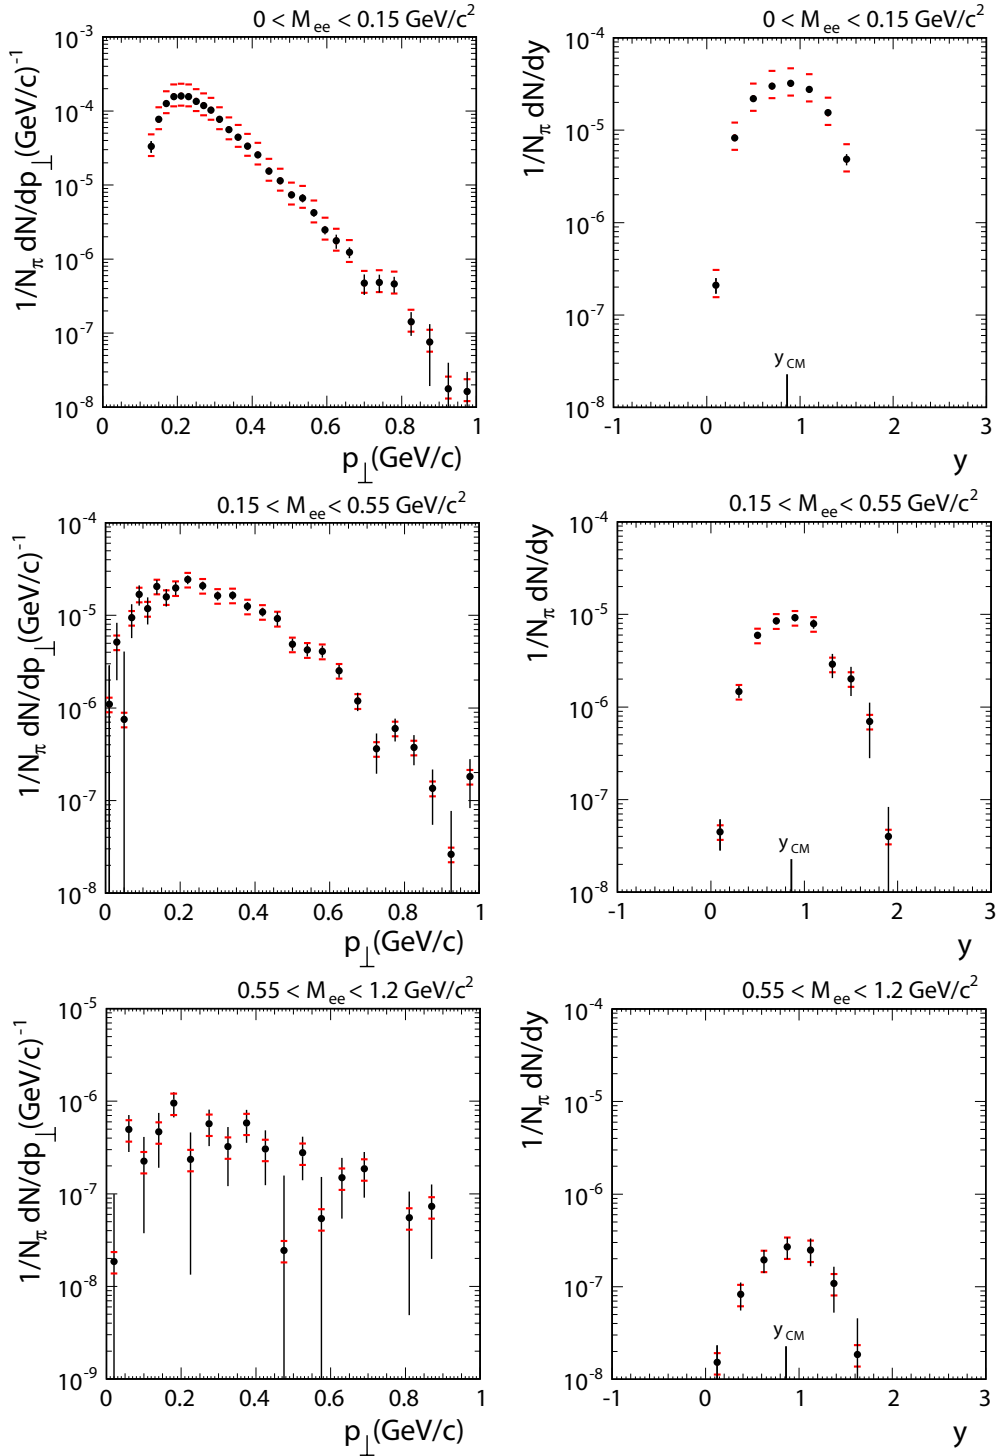 0 < M_ee < 0.15 GeV/c²
1/N_π dN/dp_⊥(GeV/c)⁻¹
10⁻³
10⁻⁴
10⁻⁵
10⁻⁶
10⁻⁷
10⁻⁸
0 0.2 0.4 0.6 0.8 1
p_⊥(GeV/c)
0 < M_ee < 0.15 GeV/c²
1/N_π dN/dy
10⁻⁴
10⁻⁵
10⁻⁶
10⁻⁷
10⁻⁸
y_CM
-1 0 1 2 3
y
0.15 < M_ee < 0.55 GeV/c²
1/N_π dN/dp_⊥(GeV/c)⁻¹
10⁻⁴
10⁻⁵
10⁻⁶
10⁻⁷
10⁻⁸
0 0.2 0.4 0.6 0.8 1
p_⊥(GeV/c)
0.15 < M_ee < 0.55 GeV/c²
1/N_π dN/dy
10⁻⁴
10⁻⁵
10⁻⁶
10⁻⁷
10⁻⁸
y_CM
-1 0 1 2 3
y
0.55 < M_ee < 1.2 GeV/c²
1/N_π dN/dp_⊥(GeV/c)⁻¹
10⁻⁵
10⁻⁶
10⁻⁷
10⁻⁸
10⁻⁹
0 0.2 0.4 0.6 0.8 1
p_⊥(GeV/c)
0.55 < M_ee < 1.2 GeV/c²
1/N_π dN/dy
10⁻⁴
10⁻⁵
10⁻⁶
10⁻⁷
10⁻⁸
y_CM
-1 0 1 2 3
y